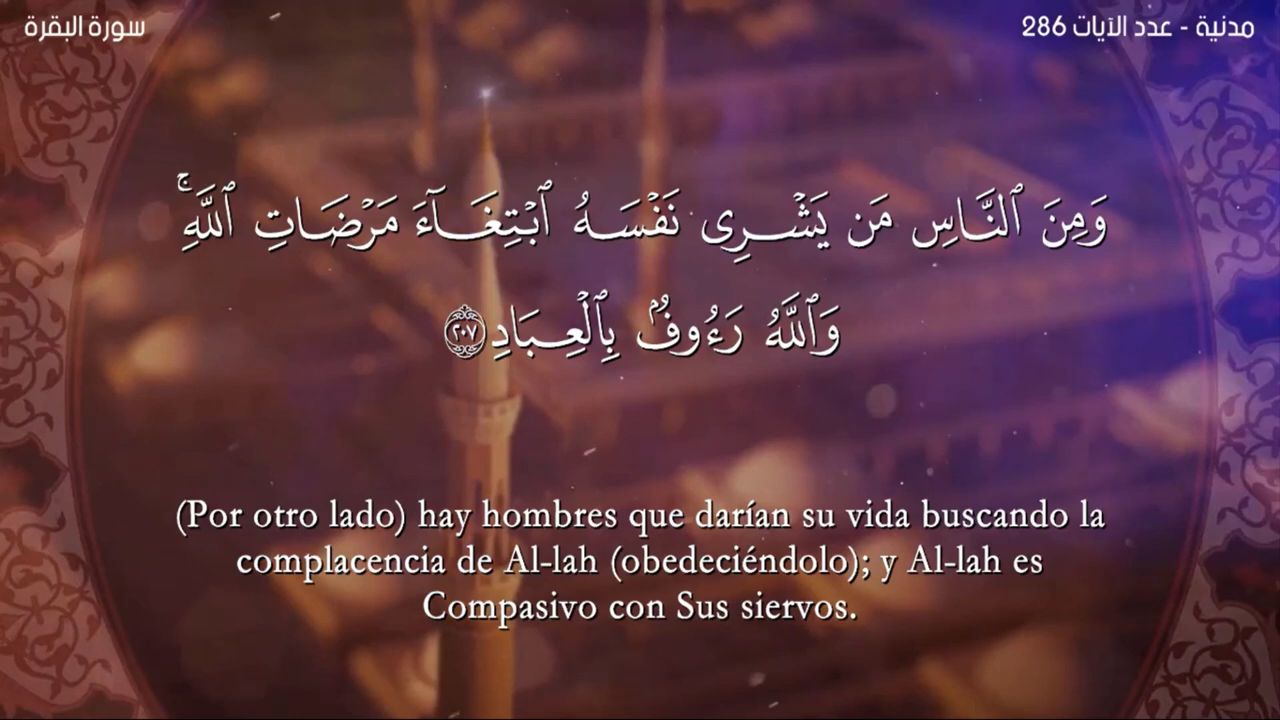 سورة البقرة
مدنية - عدد الآيات 286
وَمِنَ ٱلنَّاسِ مَن يَشْرِى نَفْسَهُ ٱبْتِغَآءَ مَرْضَاتِ ٱللَّهِ ۚ
وَٱللَّهُ رَءُوفٌۢ بِٱلْعِبَادِ ٢٠٧
(Por otro lado) hay hombres que darían su vida buscando la
complacencia de Al-lah (obedeciéndolo); y Al-lah es
Compasivo con Sus siervos.